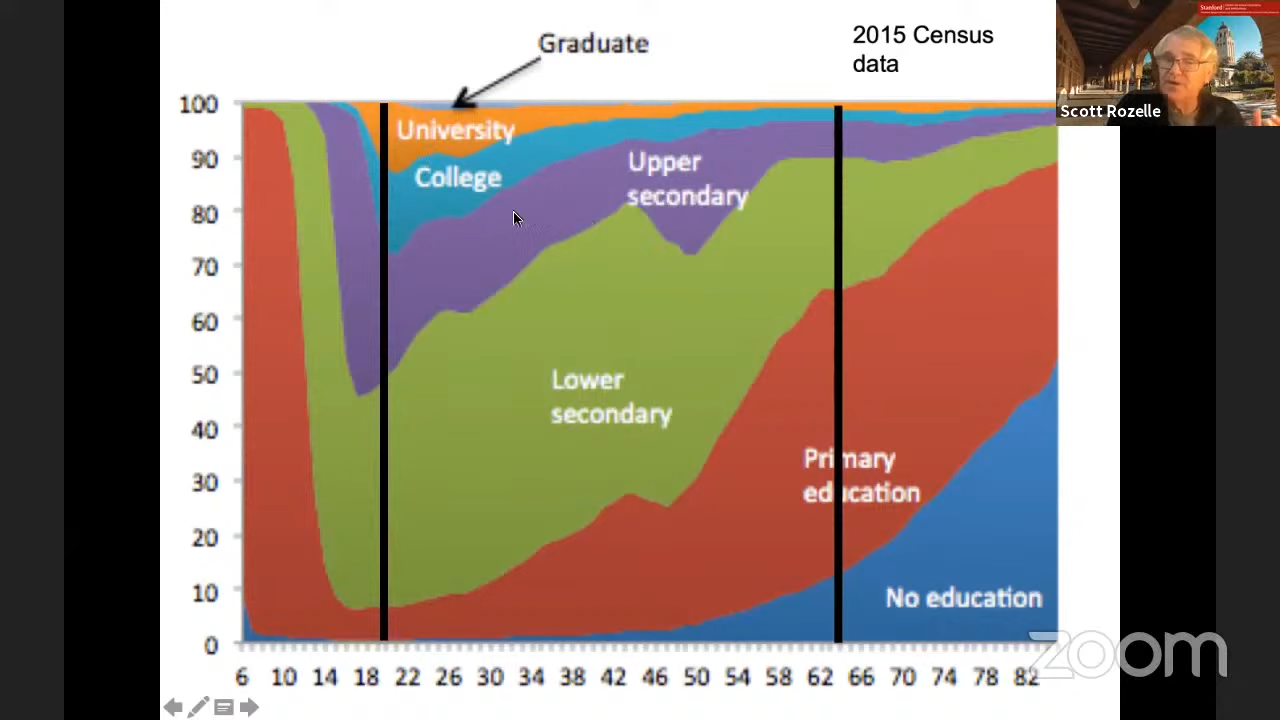 Graduate
2015 Census
data
Stanford
Scott Rozelle
100
90
80
70
60
50
40
30
20
10
0
University
College
Upper
secondary
Lower
secondary
Primary
education
No education
6 10 14 18 22 26 30 34 38 42 46 50 54 58 62 66 70 74 78 82
zoom